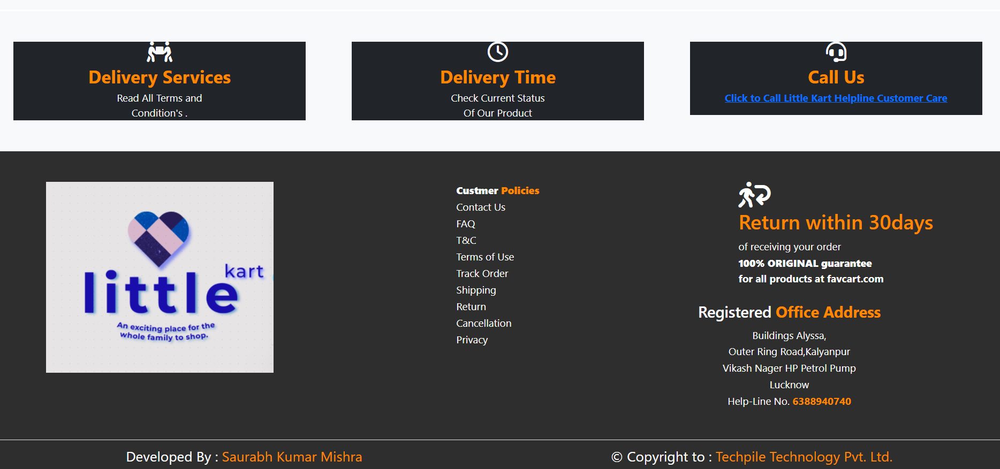 Delivery Services
Read All Terms and
Condition's .
Delivery Time
Check Current Status
Of Our Product
Call Us
Click to Call Little Kart Helpline Customer Care
kart
little
An exciting place for the
whole family to shop.
Custmer Policies
Contact Us
FAQ
T&C
Terms of Use
Track Order
Shipping
Return
Cancellation
Privacy
Return within 30days
of receiving your order
100% ORIGINAL guarantee
for all products at favcart.com
Registered Office Address
Buildings Alyssa,
Outer Ring Road,Kalyanpur
Vikash Nager HP Petrol Pump
Lucknow
Help-Line No. 6388940740
Developed By : Saurabh Kumar Mishra
© Copyright to : Techpile Technology Pvt. Ltd.